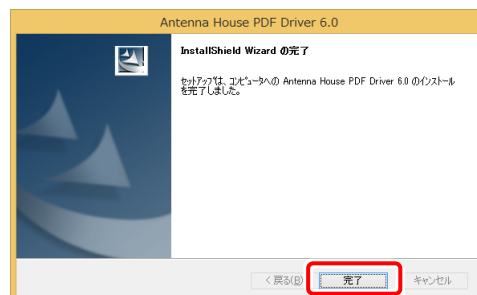 Antenna House PDF Driver 6.0
InstallShield Wizard の完了
セットアップは、コンピュータへの Antenna House PDF Driver 6.0 のインストール
を完了しました。
< 戻る(B)
完了
キャンセル